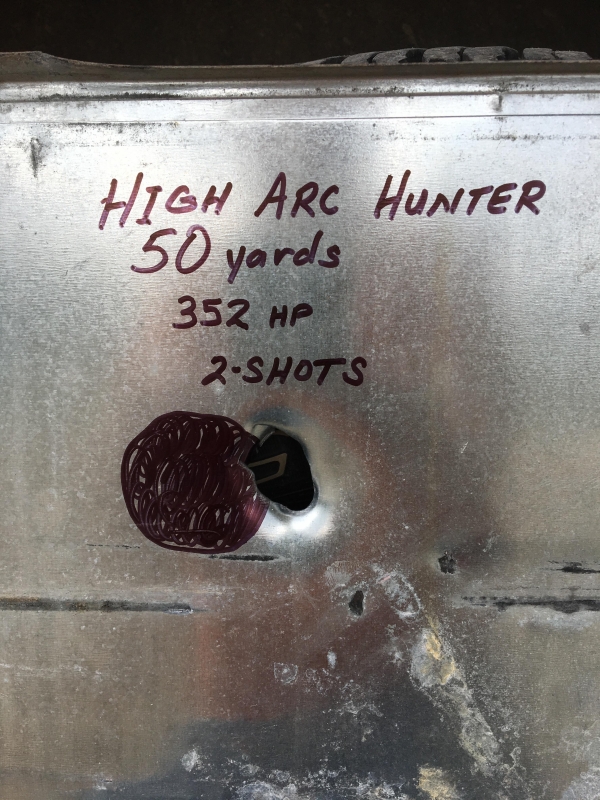 HIGH ARC HUNTER
50 yards
352 HP
2-SHOTS